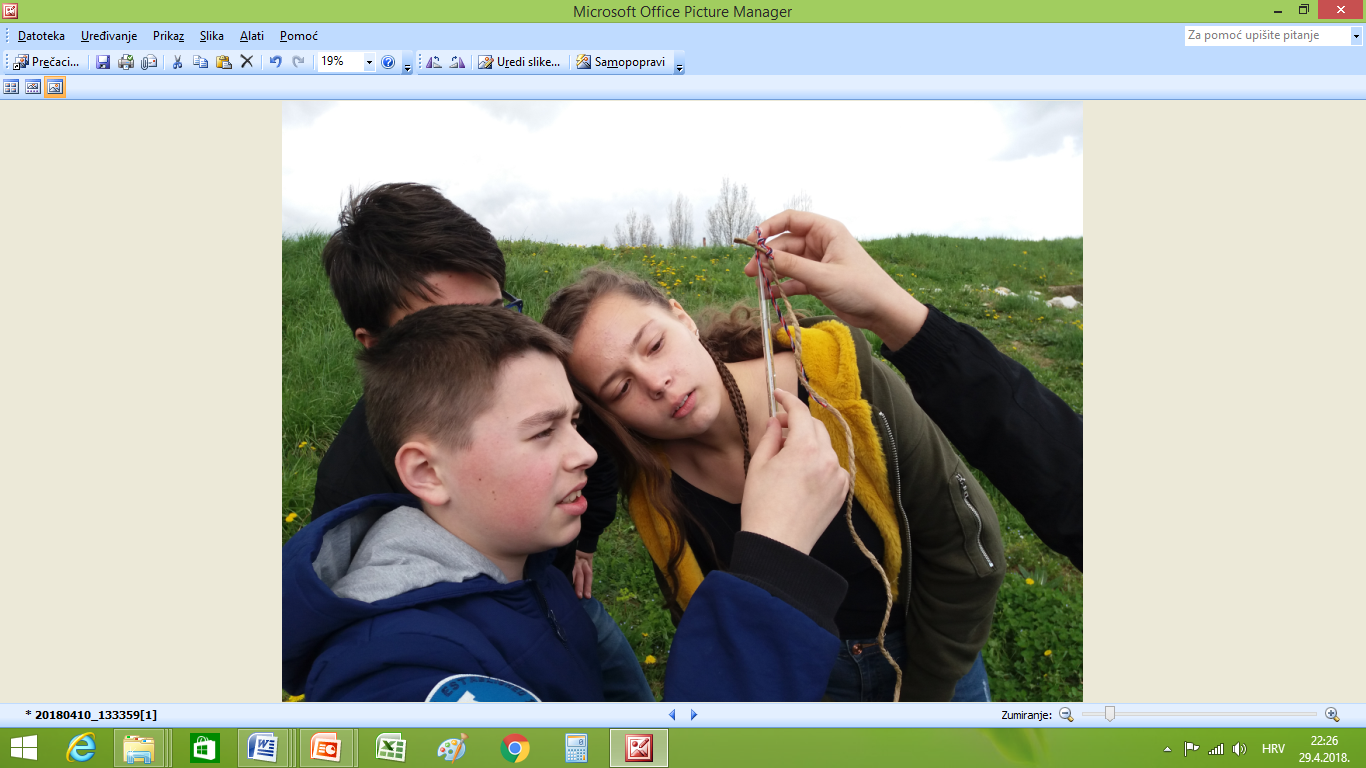 Microsoft Office Picture Manager
Datoteka Uređivanje Prikaz Slika Alati Pomoć
Za pomoć upišite pitanje
Prečaci... 19% Uredi slike... Samopopravi
ESTABLISHED
* 20180410_133359[1]
Zumiranje:
HRV
22:26
29.4.2018.